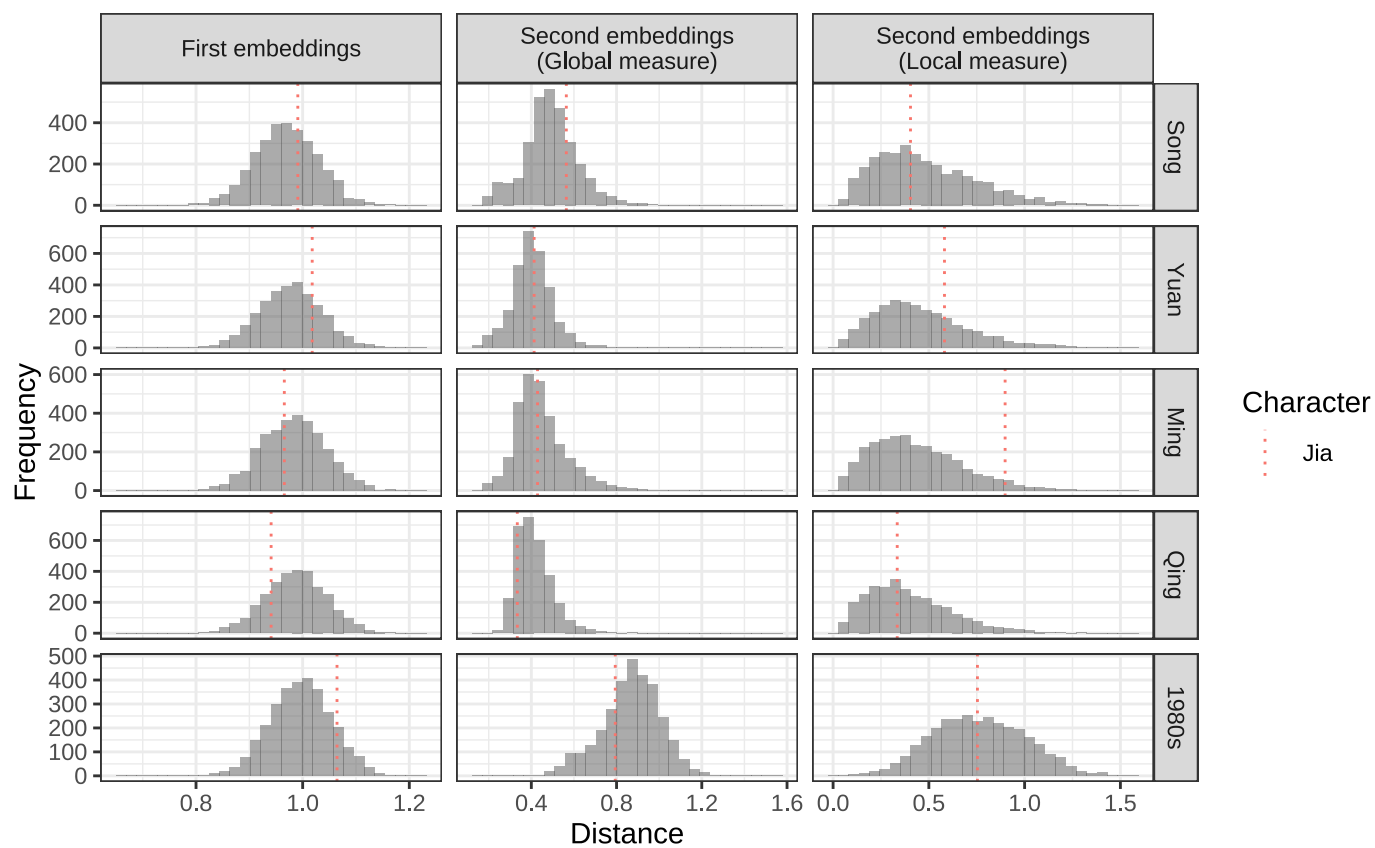 First embeddings
Second embeddings
(Global measure)
Second embeddings
(Local measure)
Frequency
400
200
0
Song
600
400
200
0
Yuan
600
400
200
0
Ming
600
400
200
0
Qing
500
400
300
200
100
0
1980s
0.8 1.0 1.2
0.4 0.8 1.2 1.6
0.0 0.5 1.0 1.5
Distance
Character
Jia